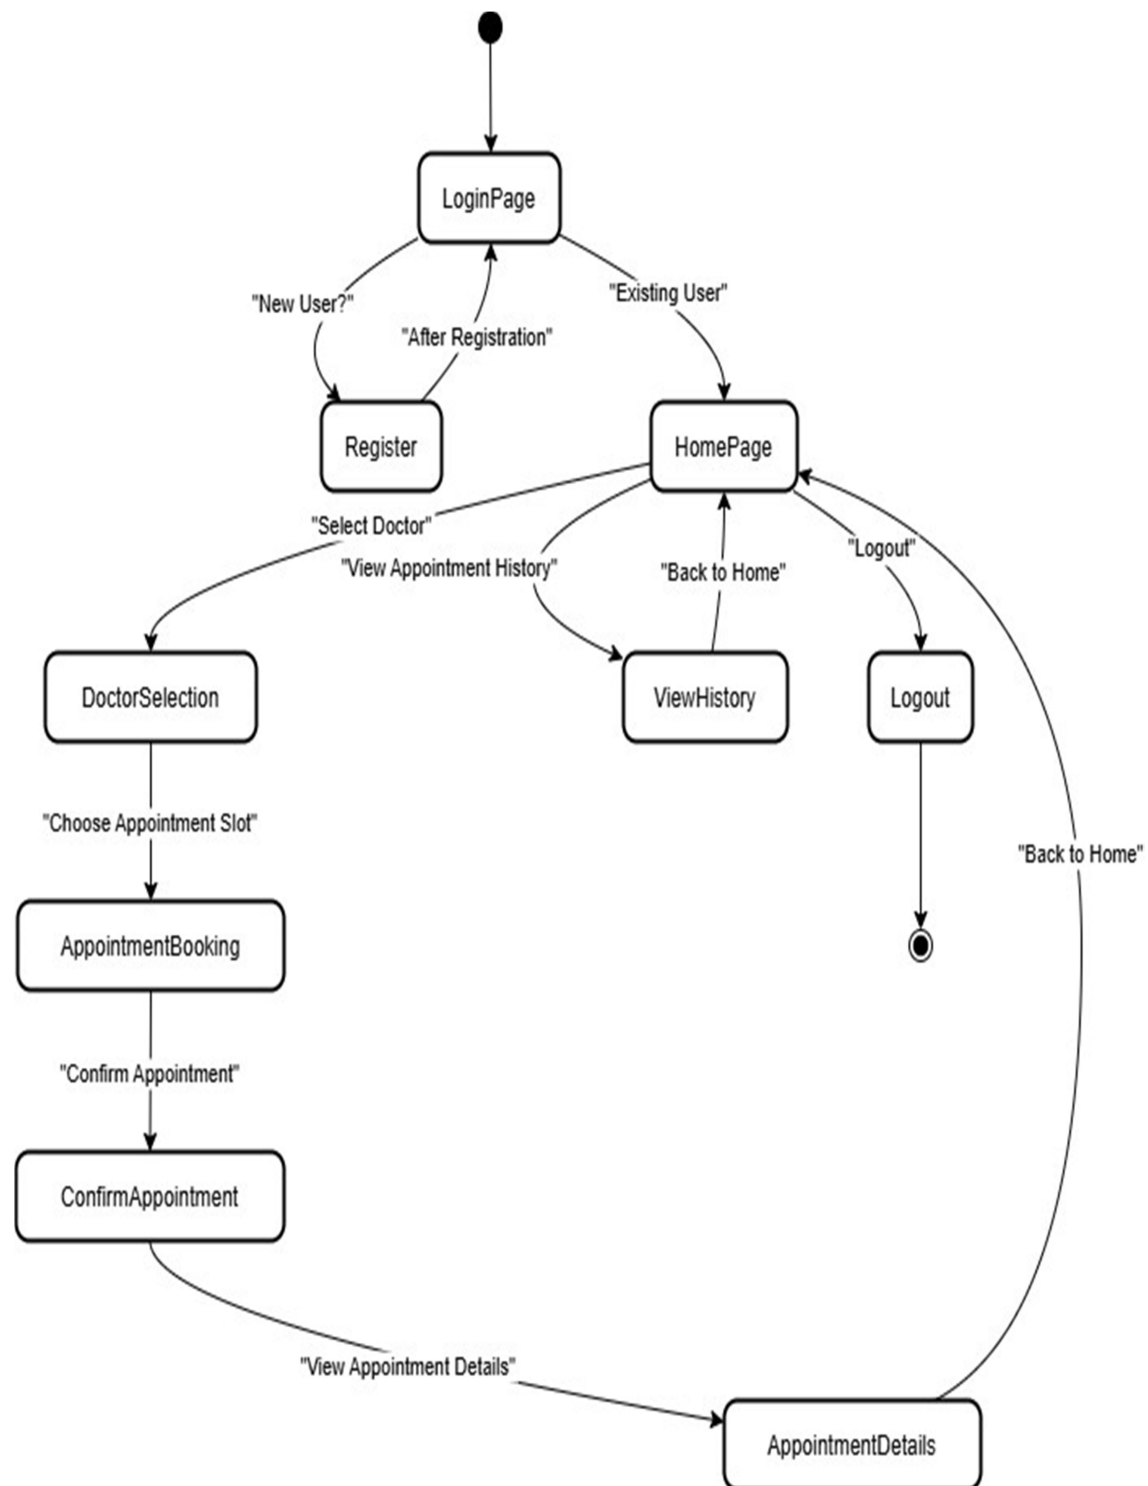 LoginPage
"New User?"
"Existing User"
"After Registration"
Register
HomePage
"Select Doctor"
"View Appointment History"
"Back to Home"
"Logout"
DoctorSelection
ViewHistory
Logout
"Choose Appointment Slot"
"Back to Home"
AppointmentBooking
"Confirm Appointment"
ConfirmAppointment
"View Appointment Details"
AppointmentDetails